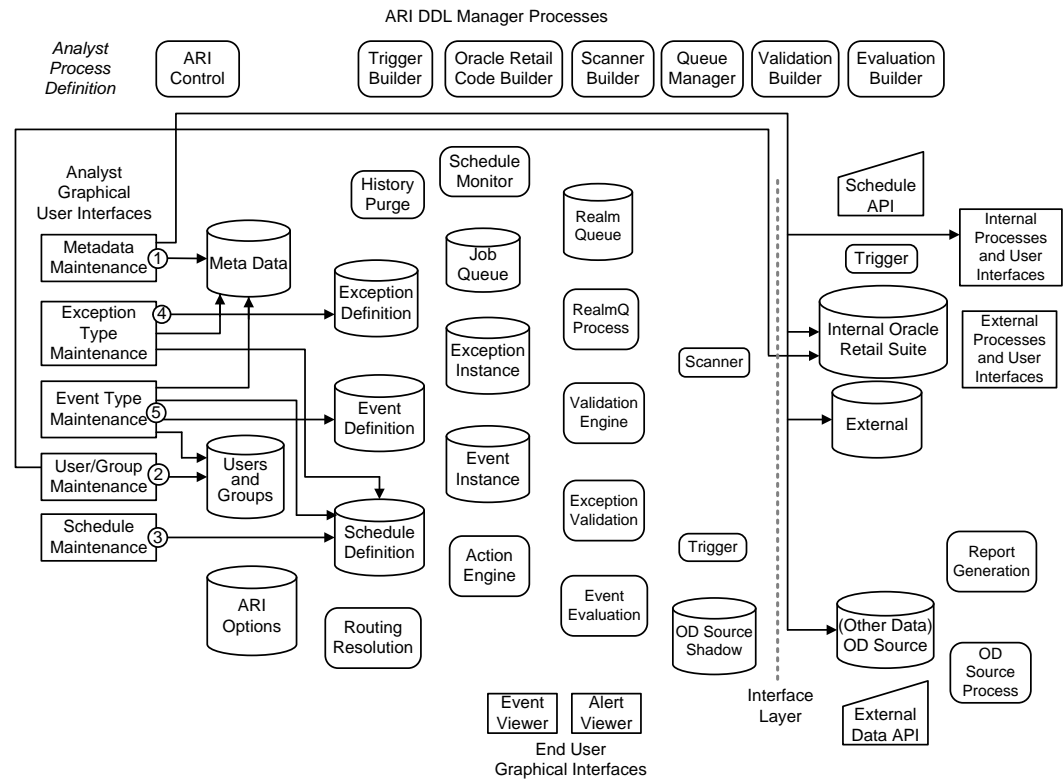 ARI DDL Manager Processes
Analyst
Process
Definition
ARI
Control
Trigger
Builder
Oracle Retail
Code Builder
Scanner
Builder
Queue
Manager
Validation
Builder
Evaluation
Builder
Analyst
Graphical
User Interfaces
History
Purge
Schedule
Monitor
Realm
Queue
Schedule
API
Metadata
Maintenance
1
Meta Data
Job
Queue
Trigger
Internal
Processes
and User
Interfaces
Exception
Type
Maintenance
4
Exception
Definition
RealmQ
Process
Internal Oracle
Retail Suite
External
Processes
and User
Interfaces
Exception
Instance
Scanner
Event Type
Maintenance
5
Event
Definition
Validation
Engine
External
User/Group
Maintenance
2
Users
and
Groups
Event
Instance
Schedule
Maintenance
3
Schedule
Definition
Exception
Validation
Action
Engine
Trigger
Report
Generation
ARI
Options
Routing
Resolution
Event
Evaluation
OD Source
Shadow
(Other Data)
OD Source
OD
Source
Process
Event
Viewer
Alert
Viewer
Interface
Layer
External
Data API
End User
Graphical Interfaces